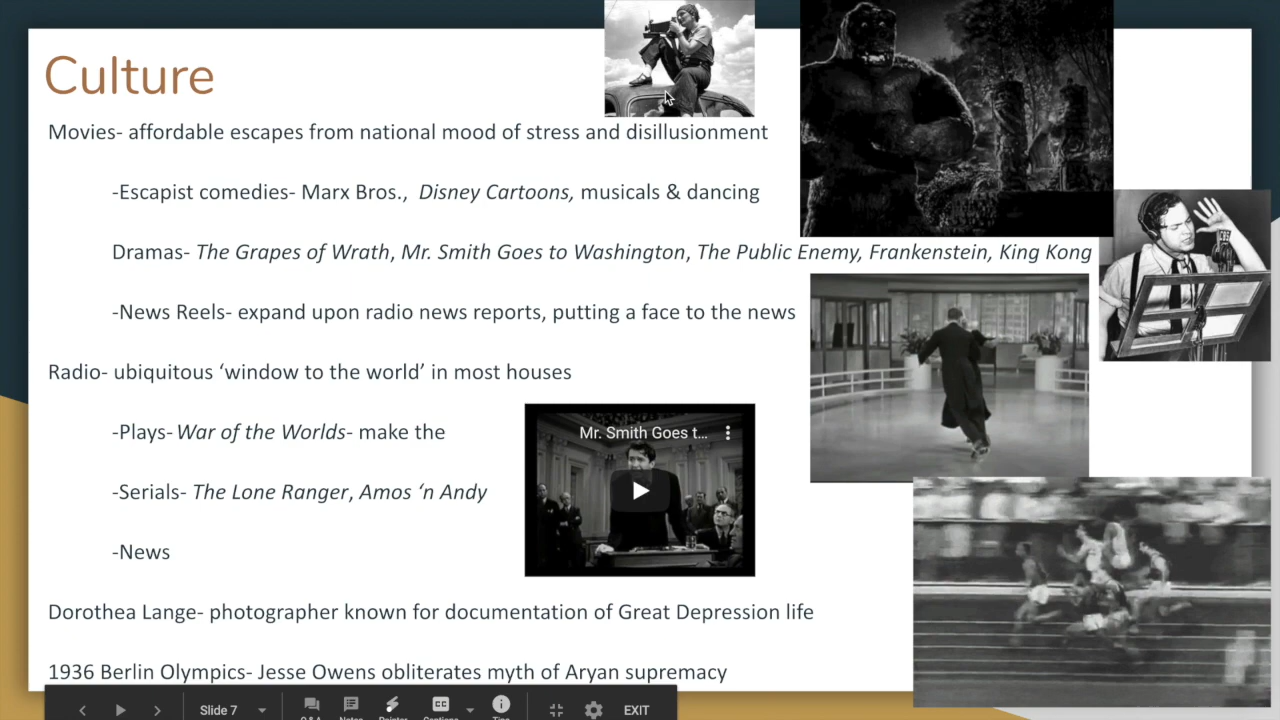 Culture
Movies- affordable escapes from national mood of stress and disillusionment
-Escapist comedies- Marx Bros., Disney Cartoons, musicals & dancing
Dramas- The Grapes of Wrath, Mr. Smith Goes to Washington, The Public Enemy, Frankenstein, King Kong
-News Reels- expand upon radio news reports, putting a face to the news
Radio- ubiquitous ‘window to the world’ in most houses
-Plays- War of the Worlds- make the
Mr. Smith Goes t...
-Serials- The Lone Ranger, Amos ‘n Andy
-News
Dorothea Lange- photographer known for documentation of Great Depression life
1936 Berlin Olympics- Jesse Owens obliterates myth of Aryan supremacy
Slide 7 EXIT